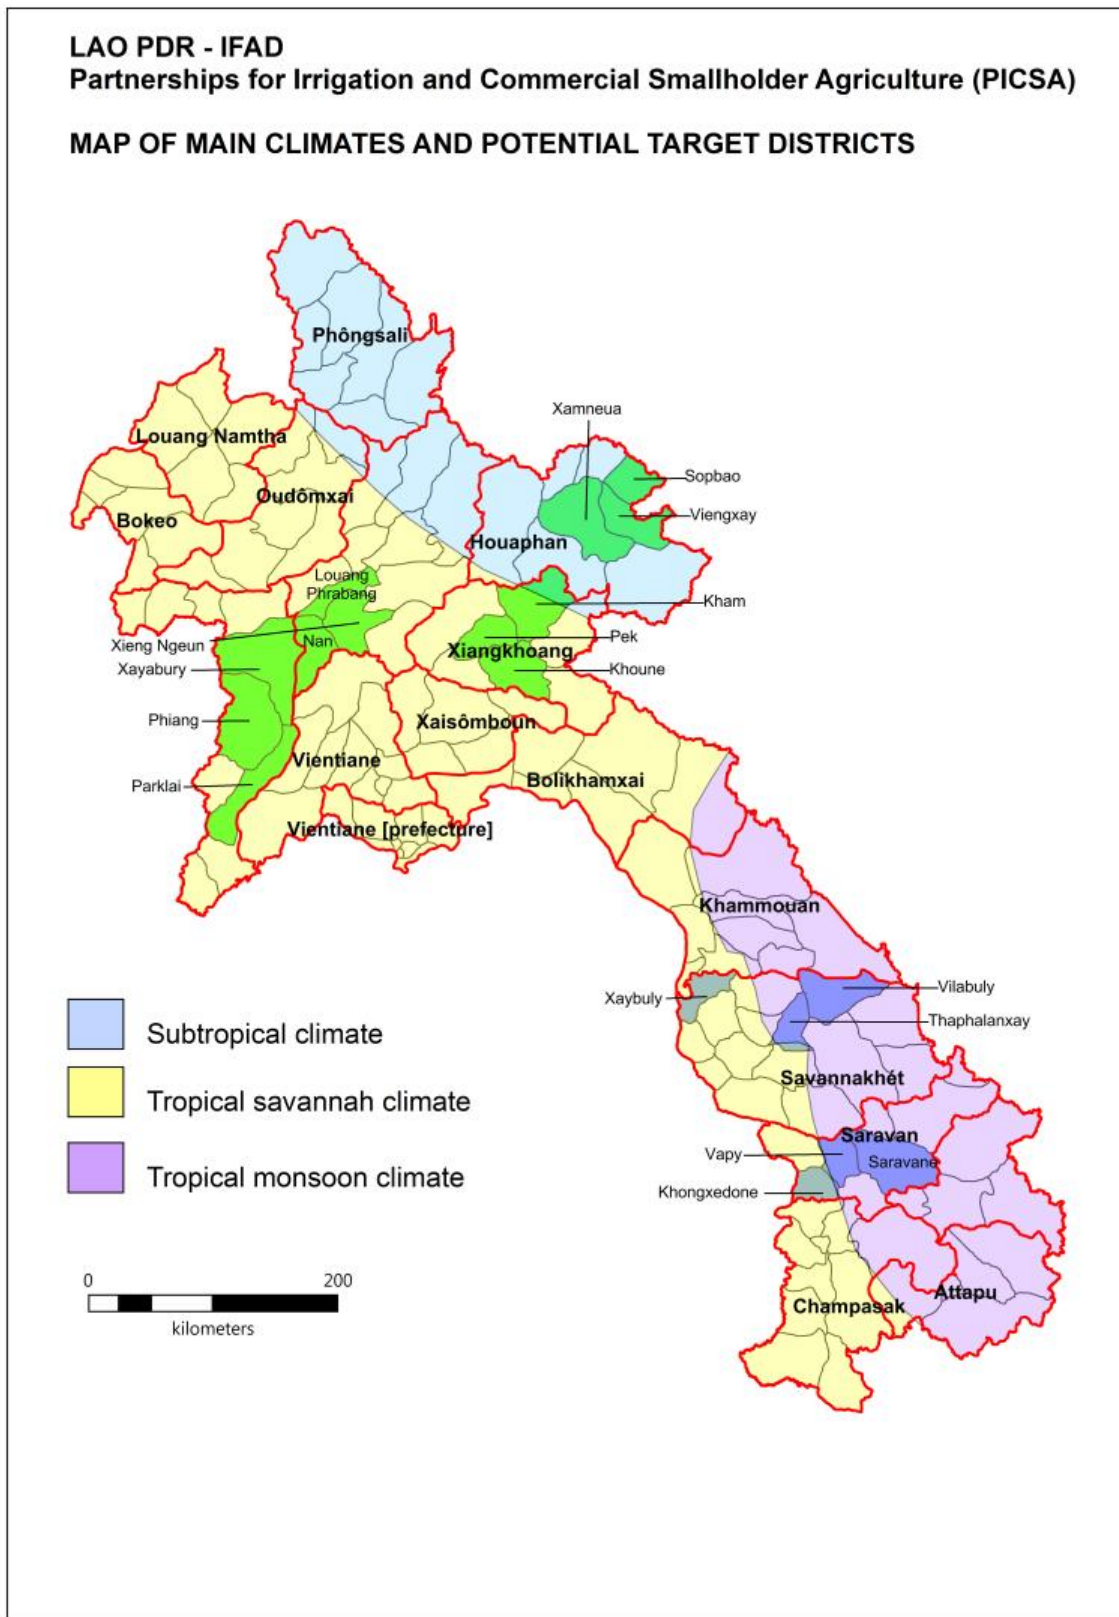 LAO PDR - IFAD
Partnerships for Irrigation and Commercial Smallholder Agriculture (PICSA)
MAP OF MAIN CLIMATES AND POTENTIAL TARGET DISTRICTS
Phôngsali
Xamneua
Louang Namtha
Sopbao
Oudômxai
Viengxay
Bokeo
Houaphan
Louang
Phrabang
Kham
Xieng Ngeun
Nan
Pek
Xiangkhoang
Xayabury
Khoune
Phiang
Xaisômboun
Vientiane
Bolikhamxai
Parklai
Vientiane [prefecture]
Khammouan
Xaybuly
Vilabuly
Thaphalanxay
Subtropical climate
Savannakhét
Tropical savannah climate
Saravan
Vapy
Saravane
Tropical monsoon climate
Khongxedone
0 200
kilometers
Attapu
Champasak